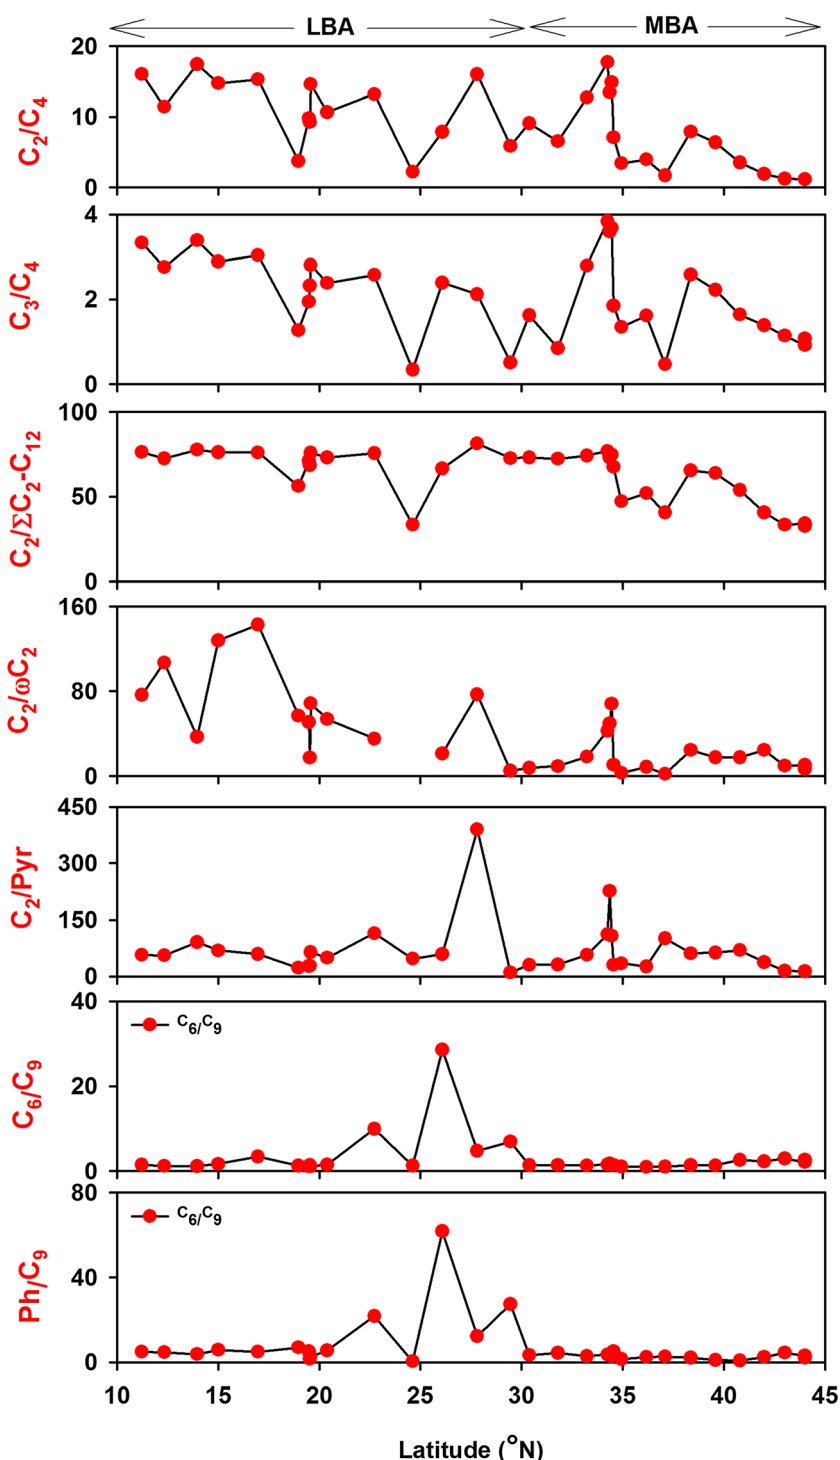 LBA MBA
20
10
0
C₂/C₄
4
2
0
C₃/C₄
100
50
0
C₂/ΣC₂-C₁₂
160
80
0
C₂/ωC₂
450
300
150
0
C₂/Pyr
40
20
0
C₆/C₉
C₆/C₉
80
40
0
Ph/C₉
C₆/C₉
10 15 20 25 30 35 40 45
Latitude (°N)